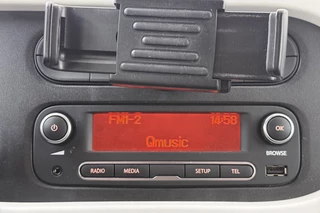 FM1-2 14:58
Qmusic
OK
BROWSE
RADIO MEDIA SETUP TEL